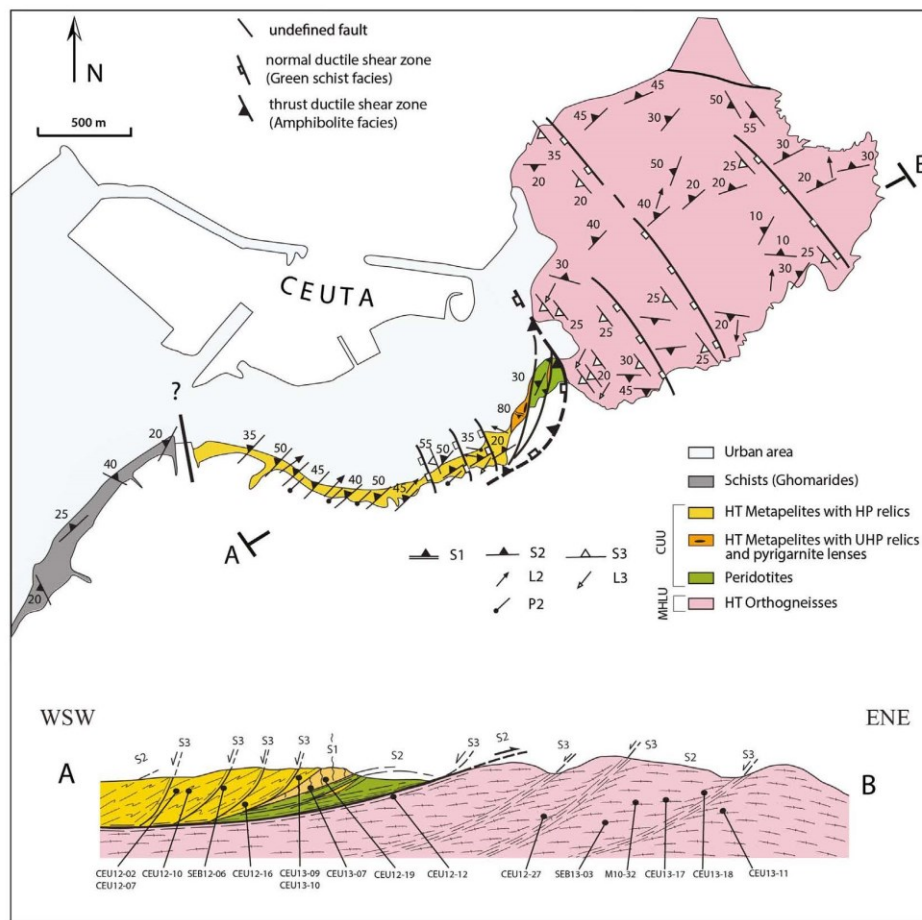 undefined fault
normal ductile shear zone
(Green schist facies)
thrust ductile shear zone
(Amphibolite facies)
N
500 m
45
45
30
50
55
35
20
20
50
30
25
20
30
20
20
40
40
10
10
25
30
B
CEUTA
30
25
25
25
20
30
20
45
25
30
80
?
20
35
50
45
40
50
45
55
50
35
20
40
25
20
A
S1
S2
S3
L2
L3
P2
Urban area
Schists (Ghomarides)
CUU
HT Metapelites with HP relics
HT Metapelites with UHP relics
and pyrigarnite lenses
Peridotites
MHLU
HT Orthogneisses
WSW
ENE
A
B
S2
S3
S3
S3
S1
S2
S3
S2
S3
S3
S2
S3
CEU12-02
CEU12-07
CEU12-10
SEB12-06
CEU12-16
CEU13-09
CEU13-10
CEU13-07
CEU12-19
CEU12-12
CEU12-27
SEB13-03
M10-32
CEU13-17
CEU13-18
CEU13-11